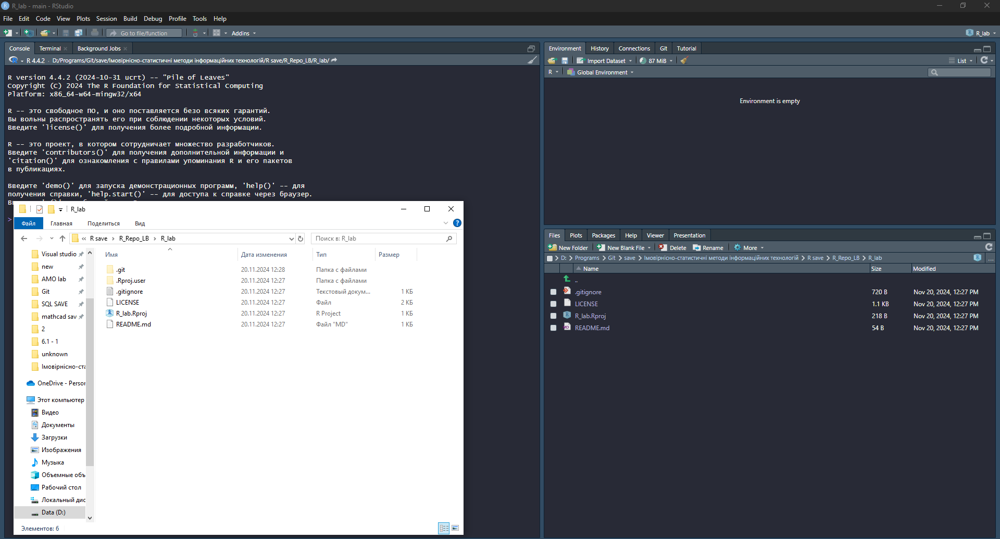 R_lab - main - RStudio
File Edit Code View Plots Session Build Debug Profile Tools Help
Go to file/function Addins R_lab
Console Terminal Background Jobs
R 4.4.2 D:/Programs/Git/save/Імовірнісно-статистичні методи інформаційних технологій/R save/R_Repo_LB/R_lab/
R version 4.4.2 (2024-10-31 ucrt) -- "Pile of Leaves"
Copyright (C) 2024 The R Foundation for Statistical Computing
Platform: x86_64-w64-mingw32/x64
R -- это свободное ПО, и оно поставляется безо всяких гарантий.
Вы вольны распространять его при соблюдении некоторых условий.
Введите 'license()' для получения более подробной информации.
R -- это проект, в котором сотрудничает множество разработчиков.
Введите 'contributors()' для получения дополнительной информации и
'citation()' для ознакомления с правилами упоминания R и его пакетов
в публикациях.
Введите 'demo()' для запуска демонстрационных программ, 'help()' -- для
получения справки, 'help.start()' -- для доступа к справке через браузер.
>
R_lab
Файл Главная Поделиться Вид
« R save > R_Repo_LB > R_lab Поиск в: R_lab
Visual studio
new
AMO lab
Git
SQL SAVE
mathcad sav
2
6.1 - 1
unknown
Імовірнісно-ста
OneDrive - Person
Этот компьютер
Видео
Документы
Загрузки
Изображения
Музыка
Объемные объ
Рабочий стол
Локальный дис
Data (D:)
Имя Дата изменения Тип Размер
.git 20.11.2024 12:28 Папка с файлами
.Rproj.user 20.11.2024 12:27 Папка с файлами
.gitignore 20.11.2024 12:27 Текстовый докум... 1 КБ
LICENSE 20.11.2024 12:27 Файл 2 КБ
R_lab.Rproj 20.11.2024 12:27 R Project 1 КБ
README.md 20.11.2024 12:27 Файл "MD" 1 КБ
Элементов: 6
Environment History Connections Git Tutorial
Import Dataset 87 MiB List
R Global Environment
Environment is empty
Files Plots Packages Help Viewer Presentation
New Folder New Blank File Delete Rename More
D: > Programs > Git > save > Імовірнісно-статистичні методи інформаційних технологій > R save > R_Repo_LB > R_lab ...
Name Size Modified
..
.gitignore 720 B Nov 20, 2024, 12:27 PM
LICENSE 1.1 KB Nov 20, 2024, 12:27 PM
R_lab.Rproj 218 B Nov 20, 2024, 12:27 PM
README.md 54 B Nov 20, 2024, 12:27 PM